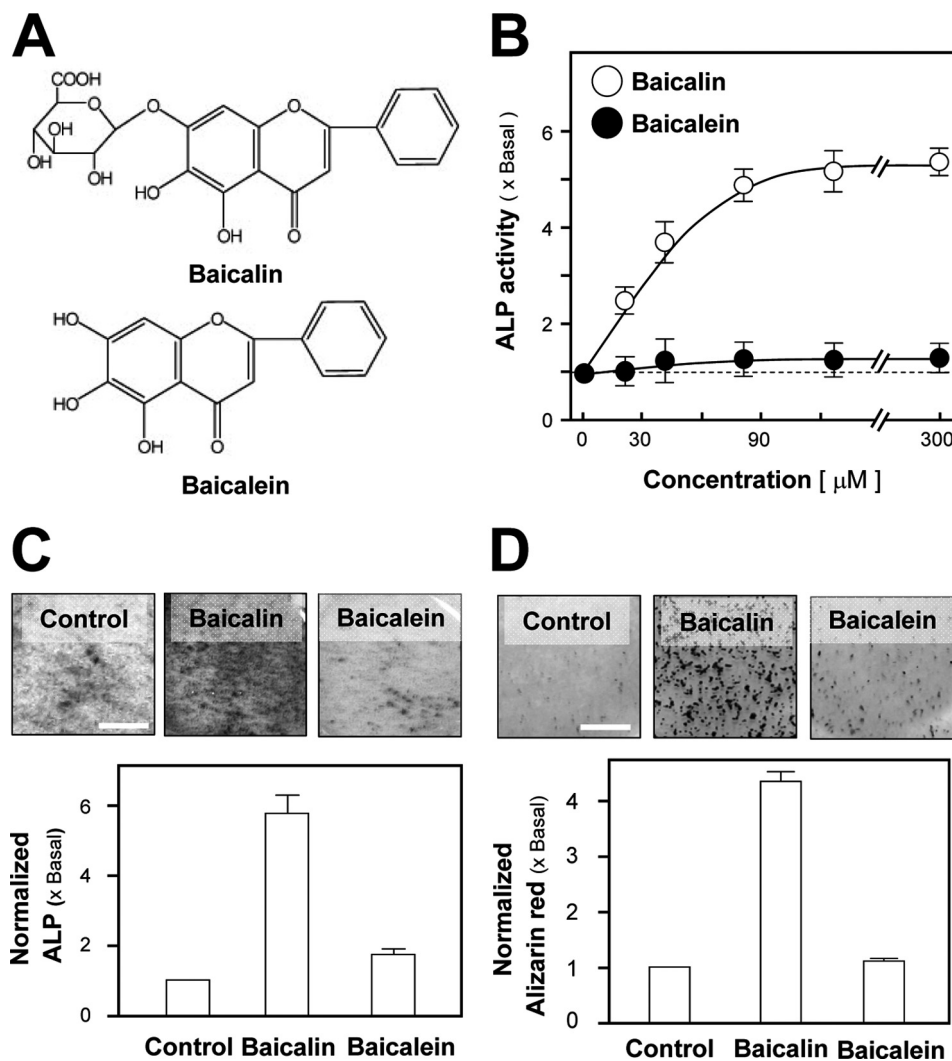 A
COOH
O
O
O
OH
OH
OH
OH
HO
OH
O
Baicalin
HO
O
HO
OH
O
Baicalein
B
Baicalin
Baicalein
ALP activity ( x Basal)
6
4
2
0
0 30 90 300
Concentration [ μM ]
C
Control Baicalin Baicalein
Normalized
ALP (x Basal)
6
4
2
0
Control Baicalin Baicalein
D
Control Baicalin Baicalein
Normalized
Alizarin red (x Basal)
4
4
2
1
0
Control Baicalin Baicalein